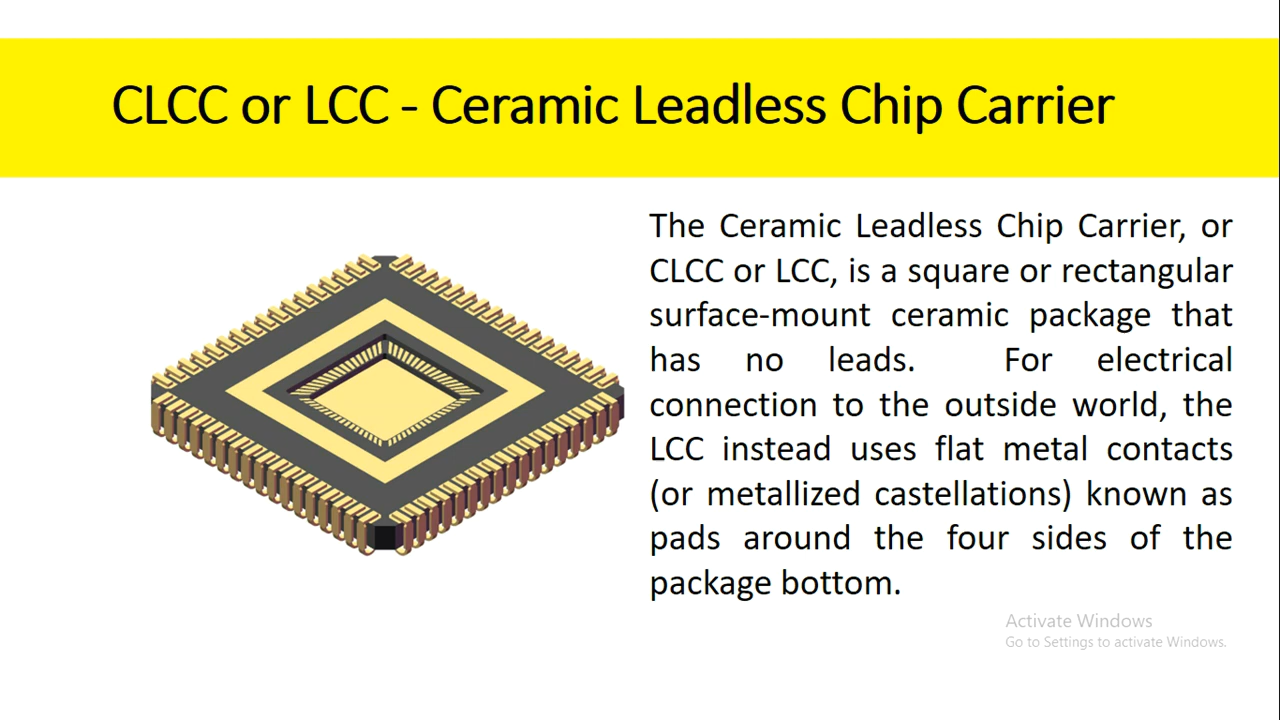 CLCC or LCC - Ceramic Leadless Chip Carrier
The Ceramic Leadless Chip Carrier, or
CLCC or LCC, is a square or rectangular
surface-mount ceramic package that
has no leads. For electrical
connection to the outside world, the
LCC instead uses flat metal contacts
(or metallized castellations) known as
pads around the four sides of the
package bottom.
Activate Windows
Go to Settings to activate Windows.